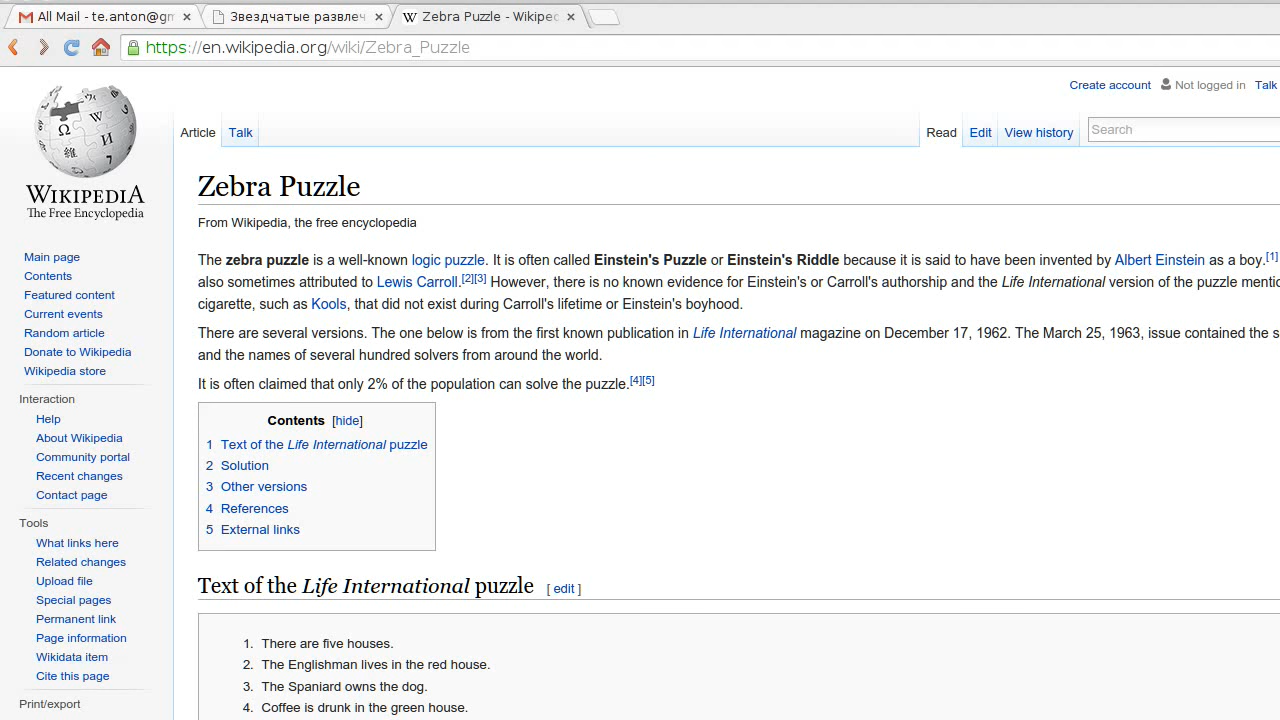 All Mail - te.anton@gm
Звездчатые развлеч
Zebra Puzzle - Wikiped
https://en.wikipedia.org/wiki/Zebra_Puzzle
Create account Not logged in Talk
Article Talk Read Edit View history Search
WIKIPEDIA
The Free Encyclopedia
Main page
Contents
Featured content
Current events
Random article
Donate to Wikipedia
Wikipedia store
Interaction
Help
About Wikipedia
Community portal
Recent changes
Contact page
Tools
What links here
Related changes
Upload file
Special pages
Permanent link
Page information
Wikidata item
Cite this page
Print/export
Zebra Puzzle
From Wikipedia, the free encyclopedia
The zebra puzzle is a well-known logic puzzle. It is often called Einstein's Puzzle or Einstein's Riddle because it is said to have been invented by Albert Einstein as a boy.[1]
also sometimes attributed to Lewis Carroll.[2][3] However, there is no known evidence for Einstein's or Carroll's authorship and the Life International version of the puzzle mentio
cigarette, such as Kools, that did not exist during Carroll's lifetime or Einstein's boyhood.
There are several versions. The one below is from the first known publication in Life International magazine on December 17, 1962. The March 25, 1963, issue contained the s
and the names of several hundred solvers from around the world.
It is often claimed that only 2% of the population can solve the puzzle.[4][5]
Contents [hide]
1 Text of the Life International puzzle
2 Solution
3 Other versions
4 References
5 External links
Text of the Life International puzzle [ edit ]
1. There are five houses.
2. The Englishman lives in the red house.
3. The Spaniard owns the dog.
4. Coffee is drunk in the green house.